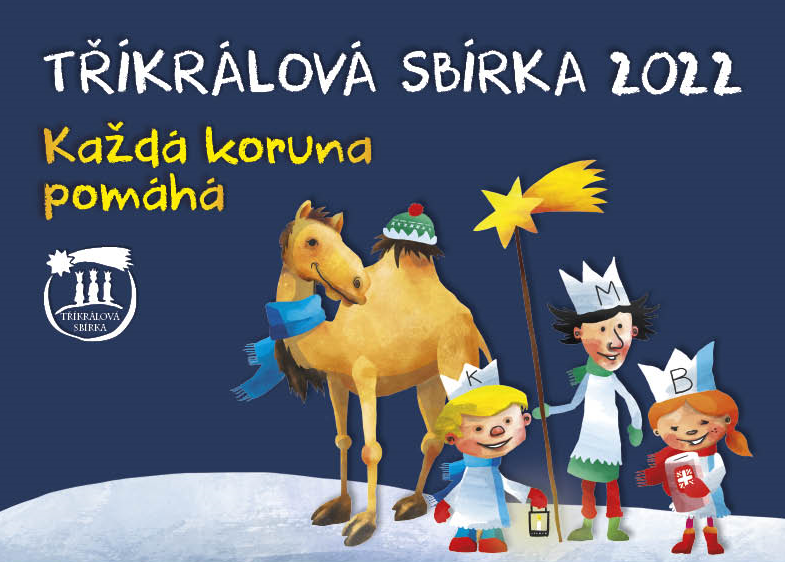 TŘÍKRÁLOVÁ SBÍRKA 2022
Každá koruna
pomáhá
TŘÍKRÁLOVÁ
SBÍRKA
K
M
B